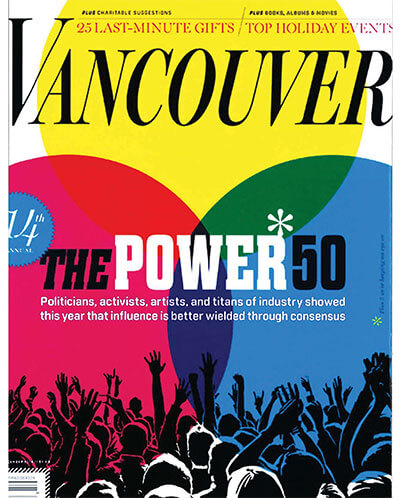 PLUS CHARITABLE SUGGESTIONS
PLUS BOOKS, ALBUMS & MOVIES
25 LAST-MINUTE GIFTS / TOP HOLIDAY EVENTS
VANCOUVER
14th
ANNUAL
THE POWER*50
Politicians, activists, artists, and titans of industry showed
this year that influence is better wielded through consensus
*